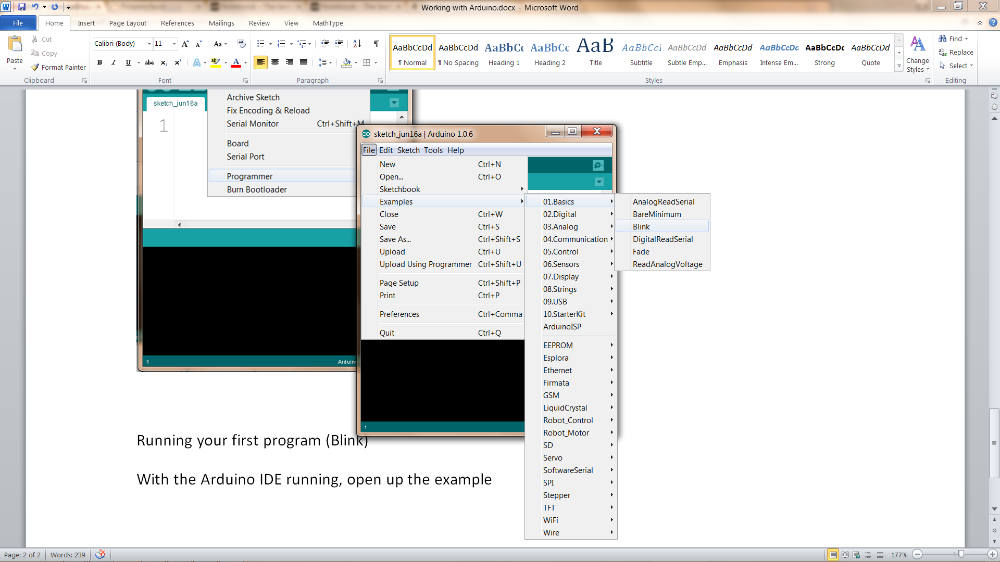 Working with Arduino.docx - Microsoft Word
File Home Insert Page Layout References Mailings Review View MathType
Calibri (Body) 11
Paste
Cut
Copy
Format Painter
AaBbCcDd AaBbCcDd AaBbCc AaBbCc AaB AaBbCcI AaBbCcDd AaBbCcDd AaBbCcDd AaBbCcDc AaBbCcDd
¶ Normal ¶ No Spacing Heading 1 Heading 2 Title Subtitle Subtle Emp... Emphasis Intense Em... Strong Quote
Change Styles
Find
Replace
Select
Clipboard Font Paragraph Styles Editing
sketch_jun16a
1
Archive Sketch
Fix Encoding & Reload
Serial Monitor Ctrl+Shift+M
Board
Serial Port
Programmer
Burn Bootloader
1 Arduin
sketch_jun16a | Arduino 1.0.6
File Edit Sketch Tools Help
New Ctrl+N
Open... Ctrl+O
Sketchbook
Examples
Close Ctrl+W
Save Ctrl+S
Save As... Ctrl+Shift+S
Upload Ctrl+U
Upload Using Programmer Ctrl+Shift+U
Page Setup Ctrl+Shift+P
Print Ctrl+P
Preferences Ctrl+Comma
Quit Ctrl+Q
1
01.Basics
02.Digital
03.Analog
04.Communication
05.Control
06.Sensors
07.Display
08.Strings
09.USB
10.StarterKit
ArduinoISP
EEPROM
Esplora
Ethernet
Firmata
GSM
LiquidCrystal
Robot_Control
Robot_Motor
SD
Servo
SoftwareSerial
SPI
Stepper
TFT
WiFi
Wire
AnalogReadSerial
BareMinimum
Blink
DigitalReadSerial
Fade
ReadAnalogVoltage
Running your first program (Blink)
With the Arduino IDE running, open up the example
Page: 2 of 2 Words: 239 177%